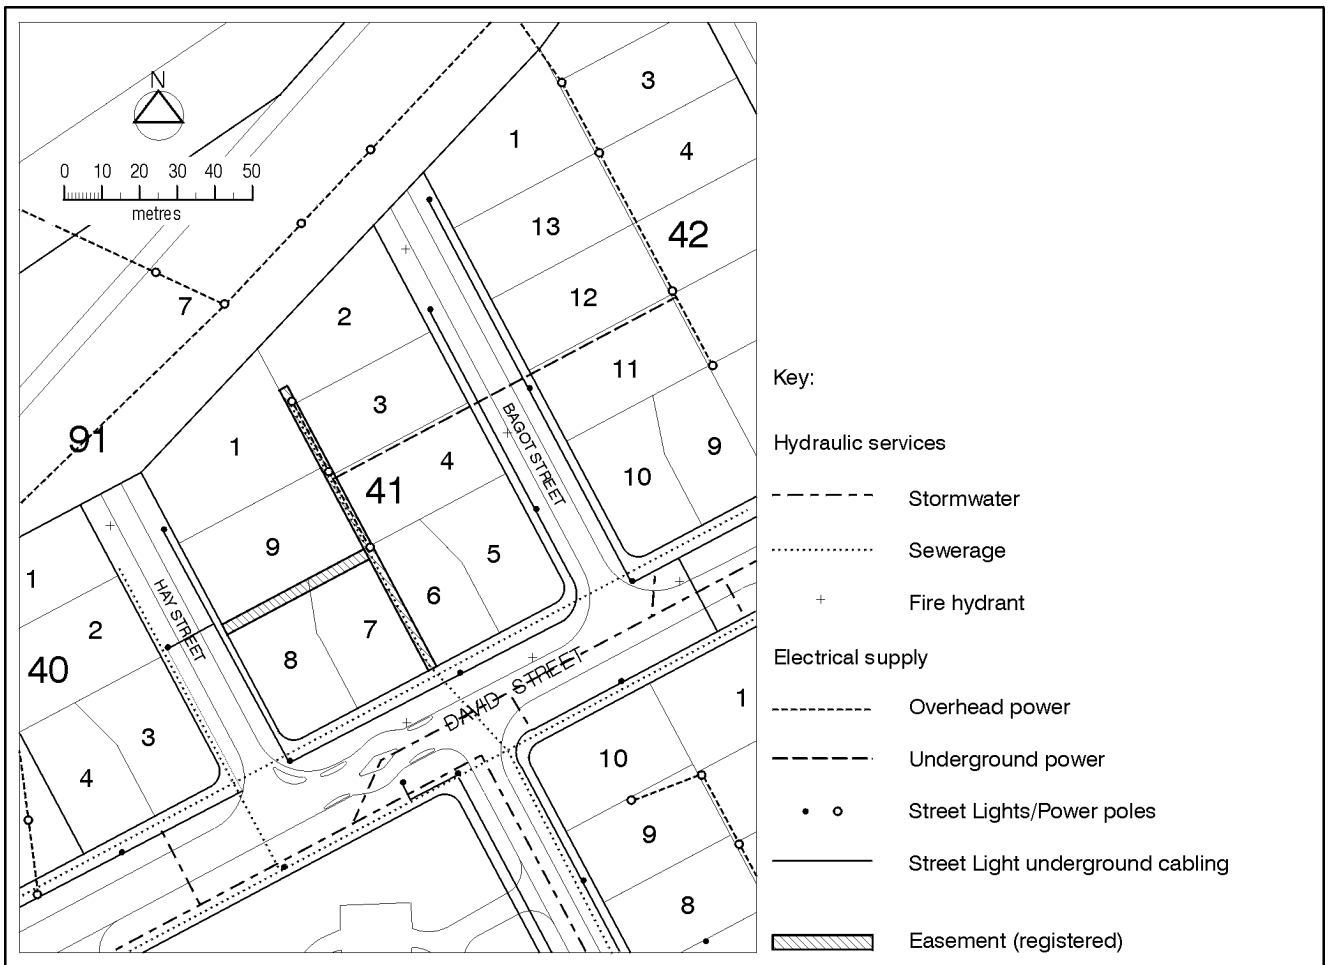 N
0 10 20 30 40 50
metres
3
1
4
13
42
12
7
2
11
3
91
1
4
41
9
10
BAGOT STREET
9
5
1
6
HAY STREET
2
7
8
40
DAVID STREET
1
3
10
4
9
8
Key:
Hydraulic services
Stormwater
Sewerage
+ Fire hydrant
Electrical supply
Overhead power
Underground power
Street Lights/Power poles
Street Light underground cabling
Easement (registered)